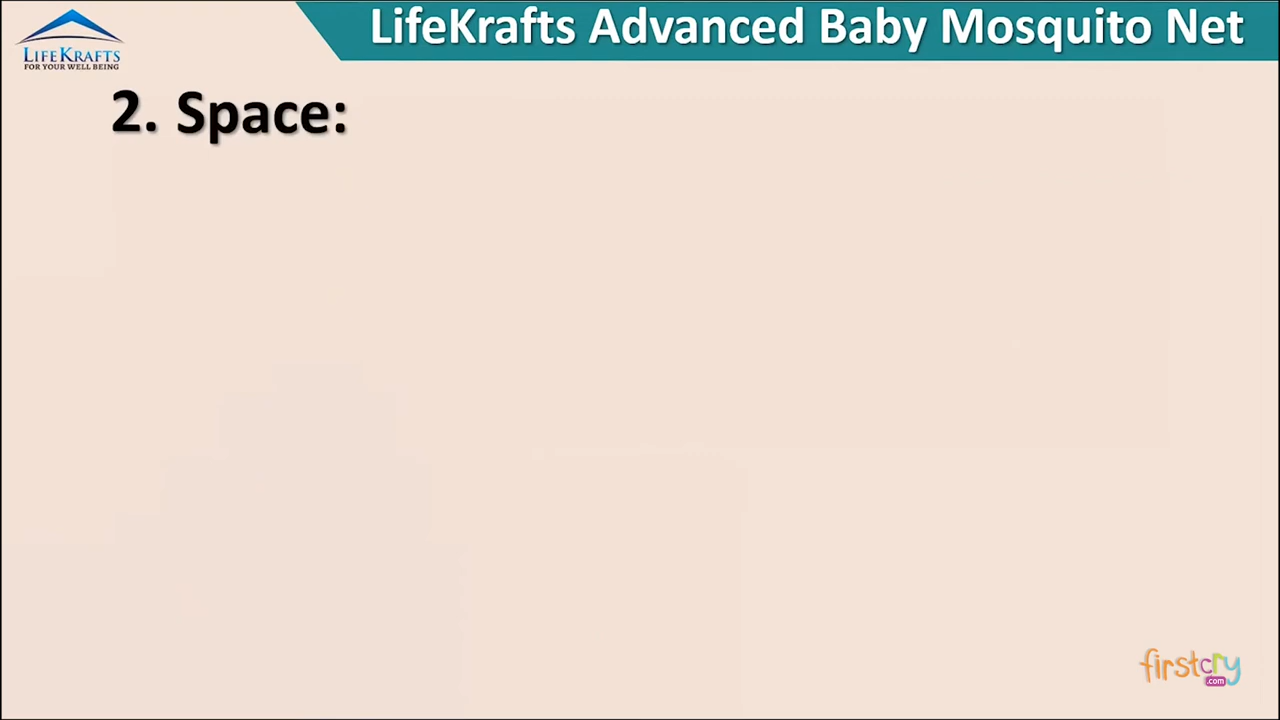 LifeKrafts Advanced Baby Mosquito Net
LIFEKRAFTS
FOR YOUR WELL BEING
2. Space:
firstcry
.com